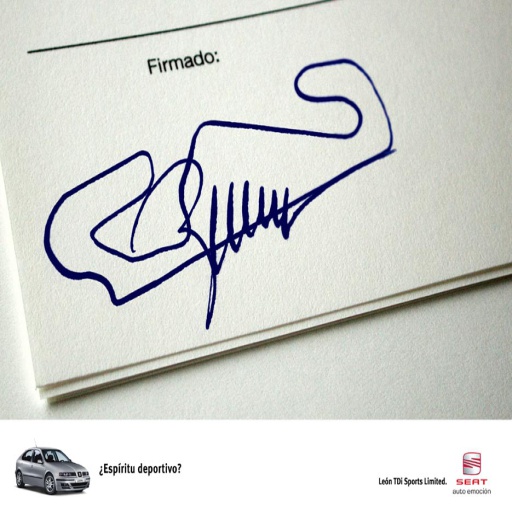 Firmado:
¿Espíritu deportivo?
León TDi Sports Limited.
SEAT
auto emoción